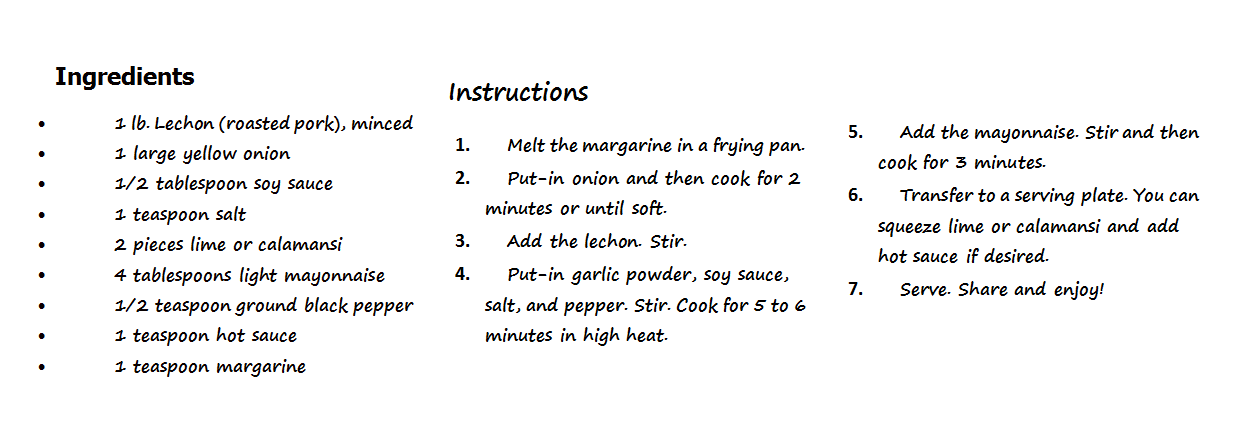 Ingredients
• 1 lb. Lechon (roasted pork), minced
• 1 large yellow onion
• 1/2 tablespoon soy sauce
• 1 teaspoon salt
• 2 pieces lime or calamansi
• 4 tablespoons light mayonnaise
• 1/2 teaspoon ground black pepper
• 1 teaspoon hot sauce
• 1 teaspoon margarine
Instructions
1. Melt the margarine in a frying pan.
2. Put-in onion and then cook for 2
minutes or until soft.
3. Add the lechon. Stir.
4. Put-in garlic powder, soy sauce,
salt, and pepper. Stir. Cook for 5 to 6
minutes in high heat.
5. Add the mayonnaise. Stir and then
cook for 3 minutes.
6. Transfer to a serving plate. You can
squeeze lime or calamansi and add
hot sauce if desired.
7. Serve. Share and enjoy!